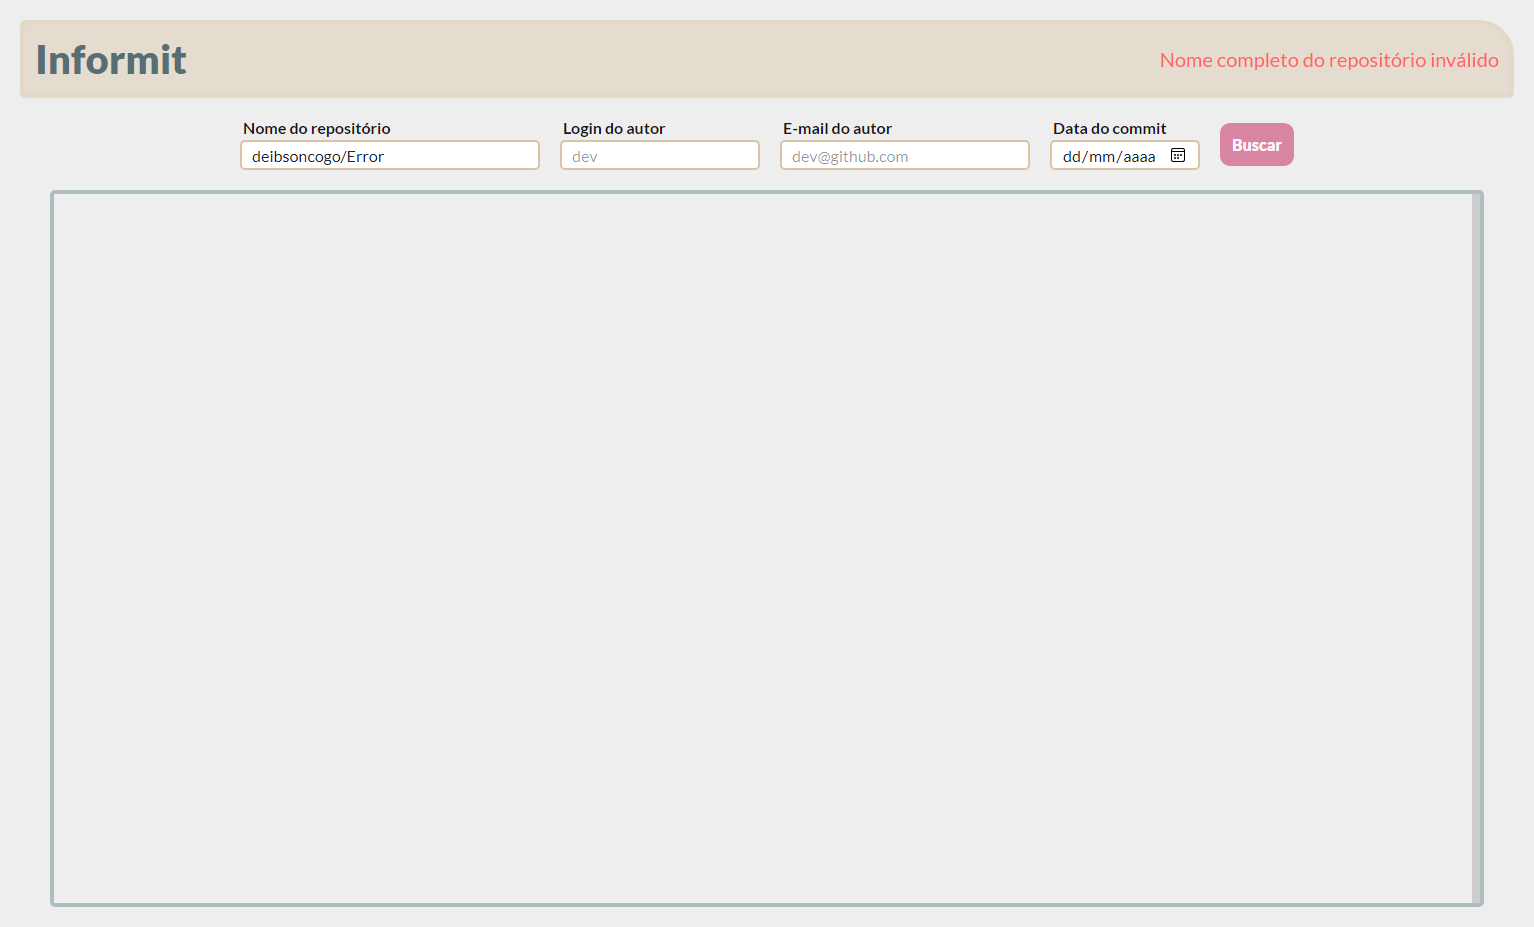 Informit
Nome completo do repositório inválido
Nome do repositório
Login do autor
E-mail do autor
Data do commit
deibsoncogo/Error
dev
dev@github.com
dd/mm/aaaa
Buscar